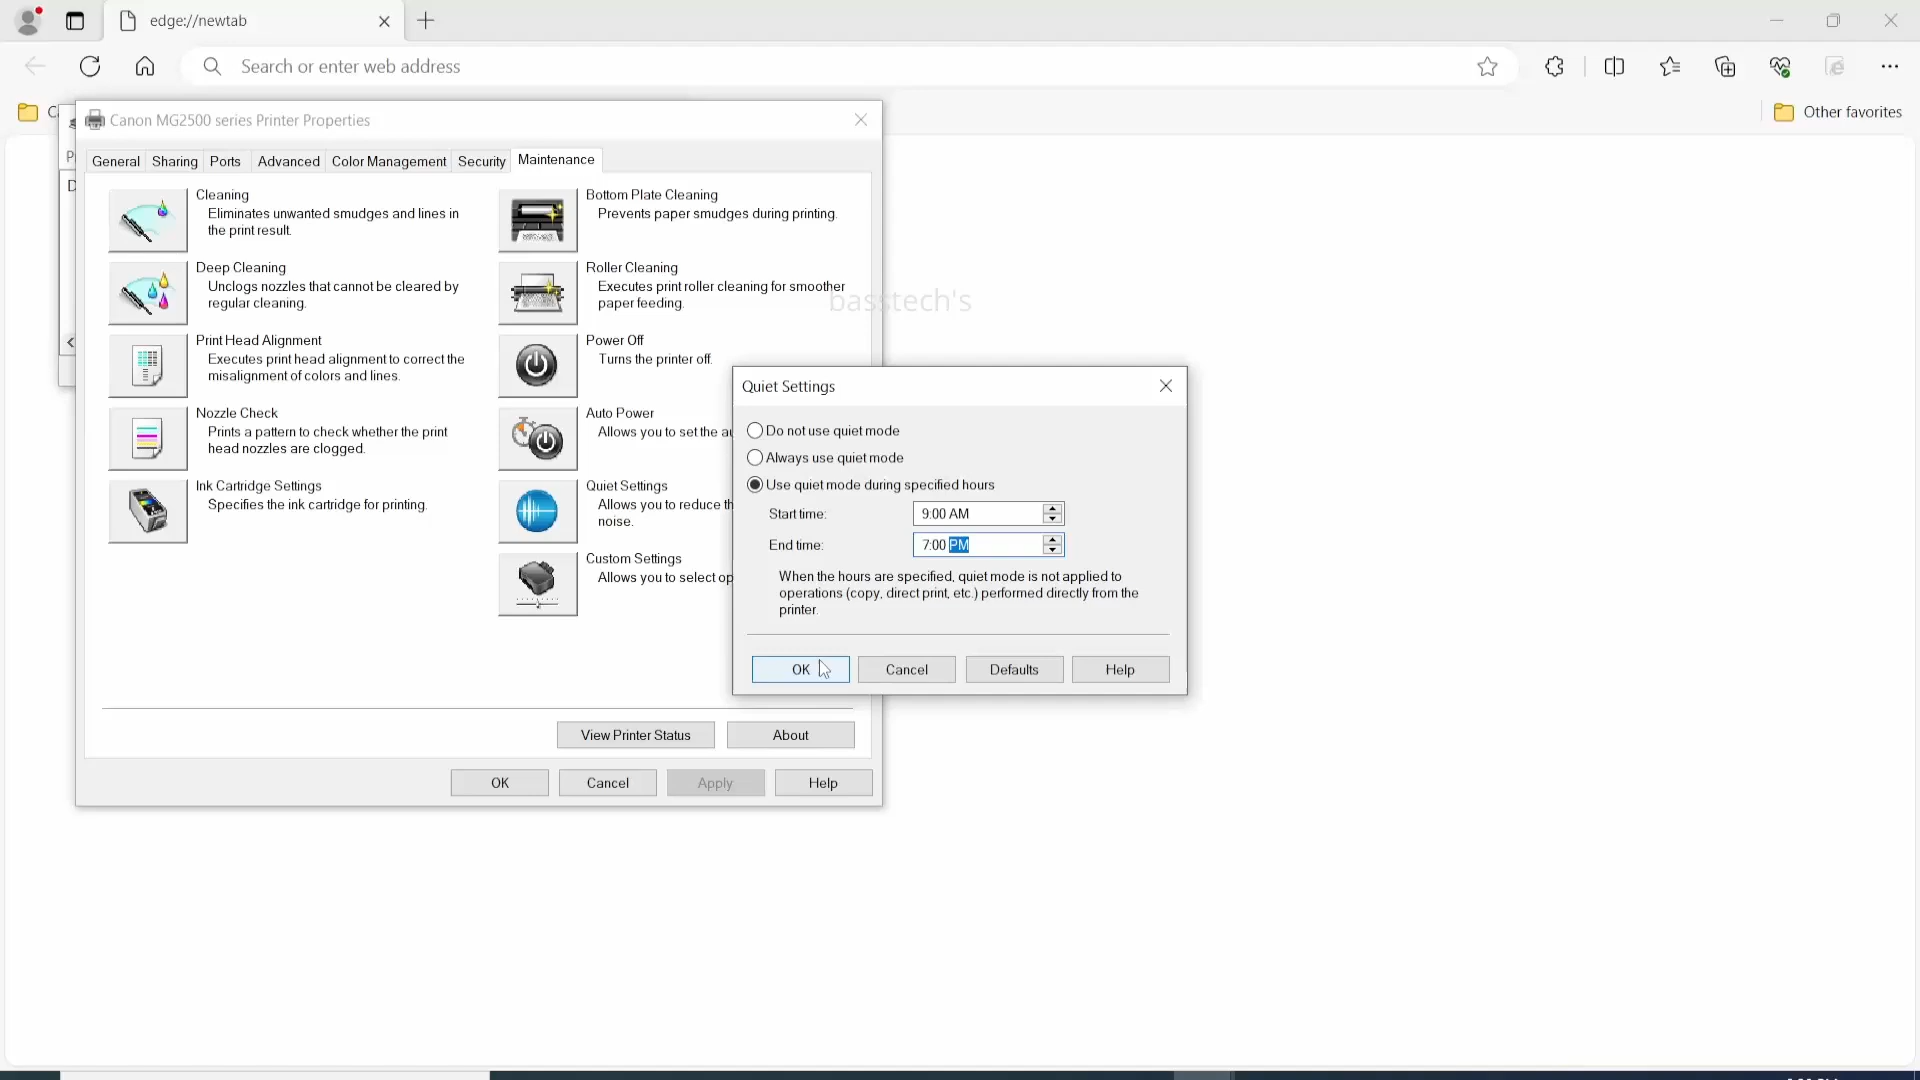 edge://newtab
Search or enter web address
Other favorites
Canon MG2500 series Printer Properties
General Sharing Ports Advanced Color Management Security Maintenance
Cleaning
Eliminates unwanted smudges and lines in
the print result.
Bottom Plate Cleaning
Prevents paper smudges during printing.
Deep Cleaning
Unclogs nozzles that cannot be cleared by
regular cleaning.
Roller Cleaning
Executes print roller cleaning for smoother
paper feeding.
basstech's
Print Head Alignment
Executes print head alignment to correct the
misalignment of colors and lines.
Power Off
Turns the printer off.
Nozzle Check
Prints a pattern to check whether the print
head nozzles are clogged.
Auto Power
Allows you to set the
Ink Cartridge Settings
Specifies the ink cartridge for printing.
Quiet Settings
Allows you to reduce
noise.
Custom Settings
Allows you to select
View Printer Status
About
OK Cancel Apply Help
Quiet Settings
Do not use quiet mode
Always use quiet mode
Use quiet mode during specified hours
Start time: 9:00 AM
End time: 7:00 PM
When the hours are specified, quiet mode is not applied to
operations (copy, direct print, etc.) performed directly from the
printer.
OK Cancel Defaults Help